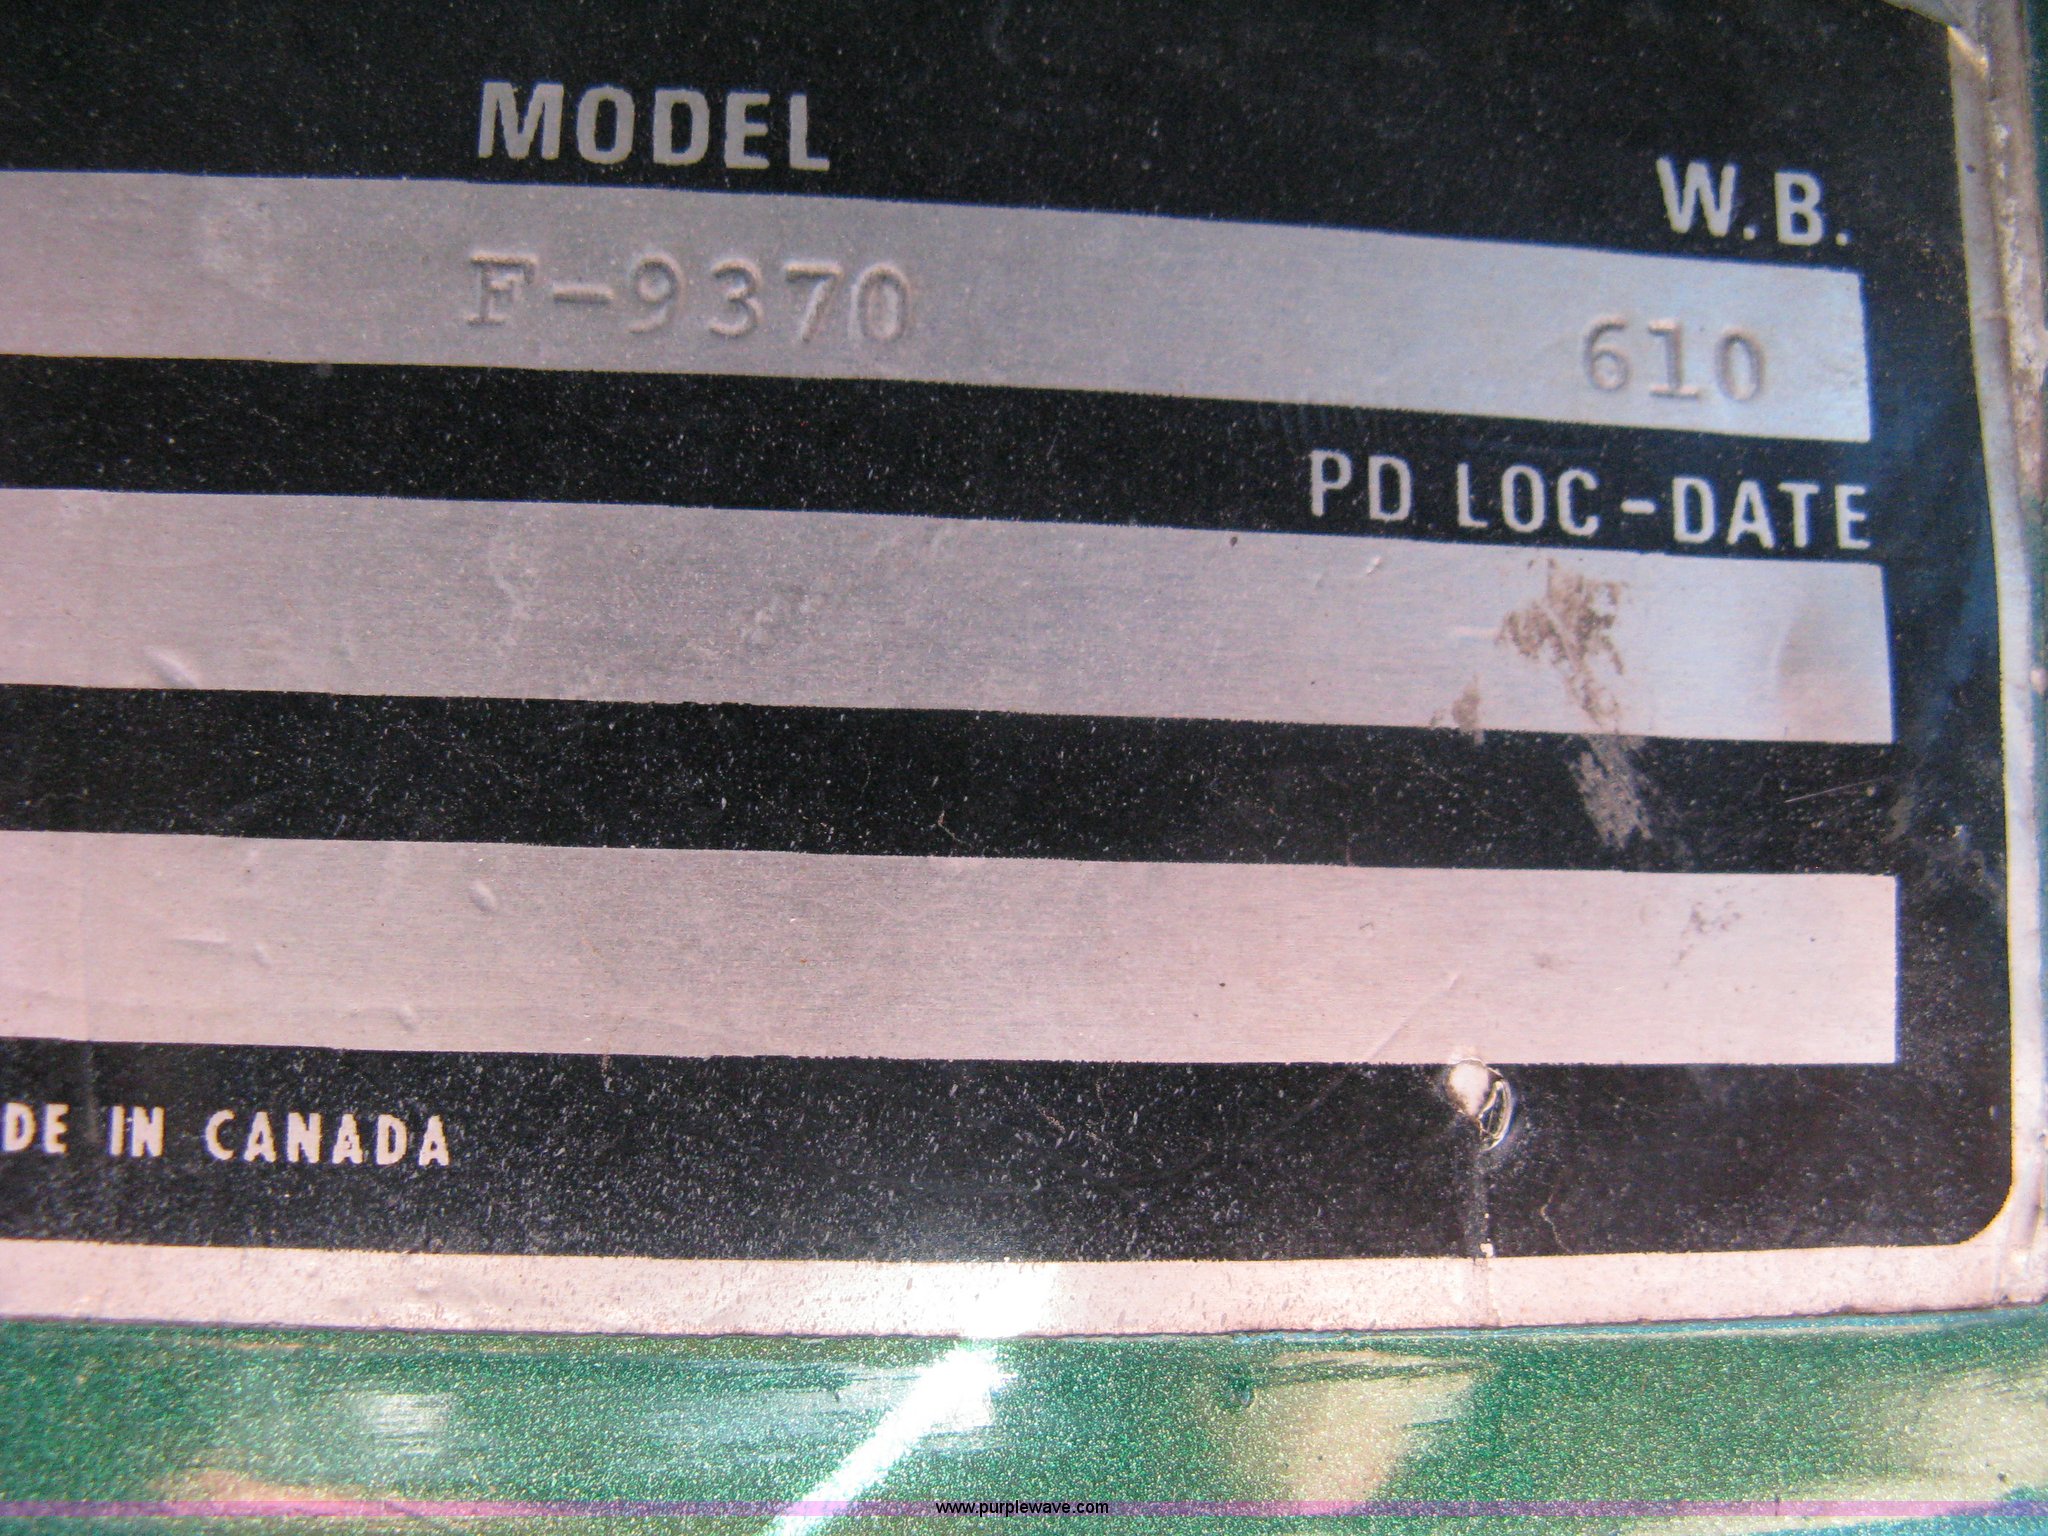 MODEL
W.B.
F-9370
610
PD LOC-DATE
DE IN CANADA
www.purplewave.com